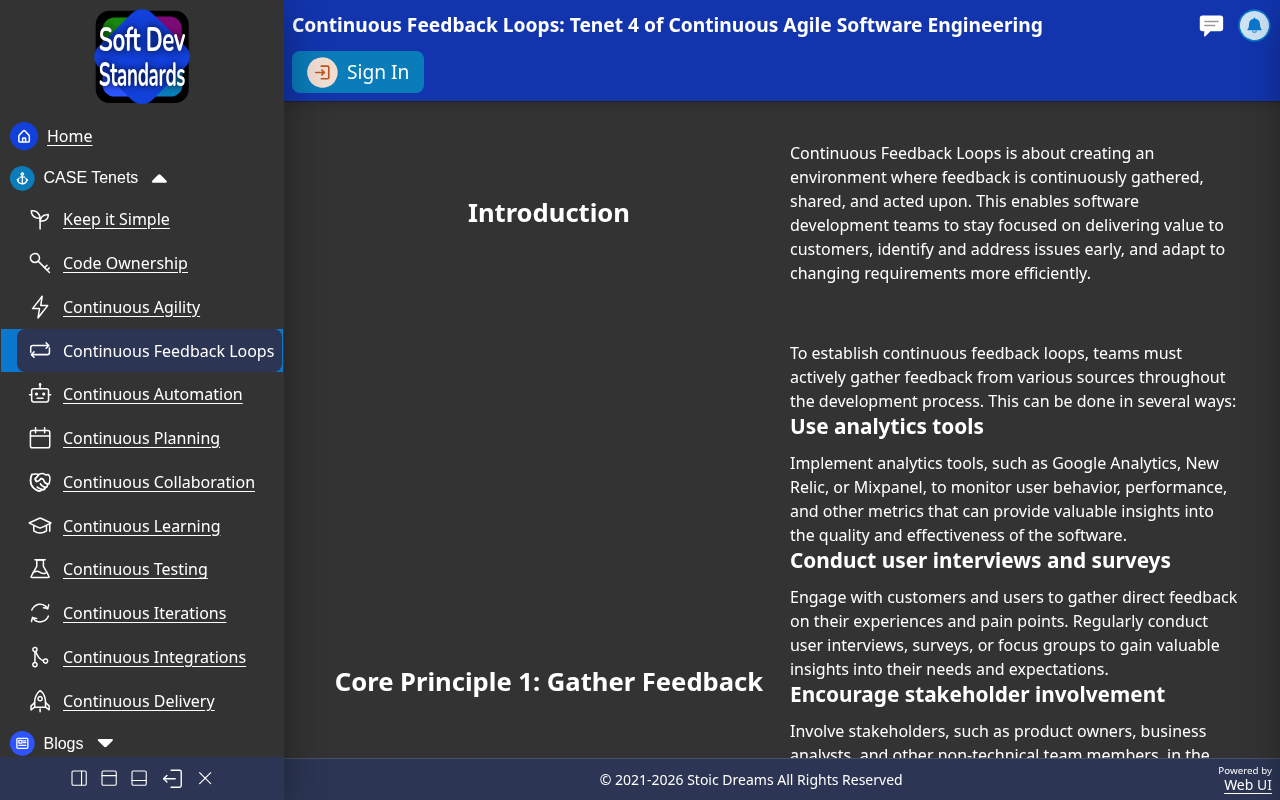 Soft Dev
Standards
Home
CASE Tenets
Keep it Simple
Code Ownership
Continuous Agility
Continuous Feedback Loops
Continuous Automation
Continuous Planning
Continuous Collaboration
Continuous Learning
Continuous Testing
Continuous Iterations
Continuous Integrations
Continuous Delivery
Blogs
Continuous Feedback Loops: Tenet 4 of Continuous Agile Software Engineering
Sign In
Introduction
Continuous Feedback Loops is about creating an
environment where feedback is continuously gathered,
shared, and acted upon. This enables software
development teams to stay focused on delivering value to
customers, identify and address issues early, and adapt to
changing requirements more efficiently.
Core Principle 1: Gather Feedback
To establish continuous feedback loops, teams must
actively gather feedback from various sources throughout
the development process. This can be done in several ways:
Use analytics tools
Implement analytics tools, such as Google Analytics, New
Relic, or Mixpanel, to monitor user behavior, performance,
and other metrics that can provide valuable insights into
the quality and effectiveness of the software.
Conduct user interviews and surveys
Engage with customers and users to gather direct feedback
on their experiences and pain points. Regularly conduct
user interviews, surveys, or focus groups to gain valuable
insights into their needs and expectations.
Encourage stakeholder involvement
Involve stakeholders, such as product owners, business
analysts, and other non-technical team members, in the
© 2021-2026 Stoic Dreams All Rights Reserved
Powered by
Web UI